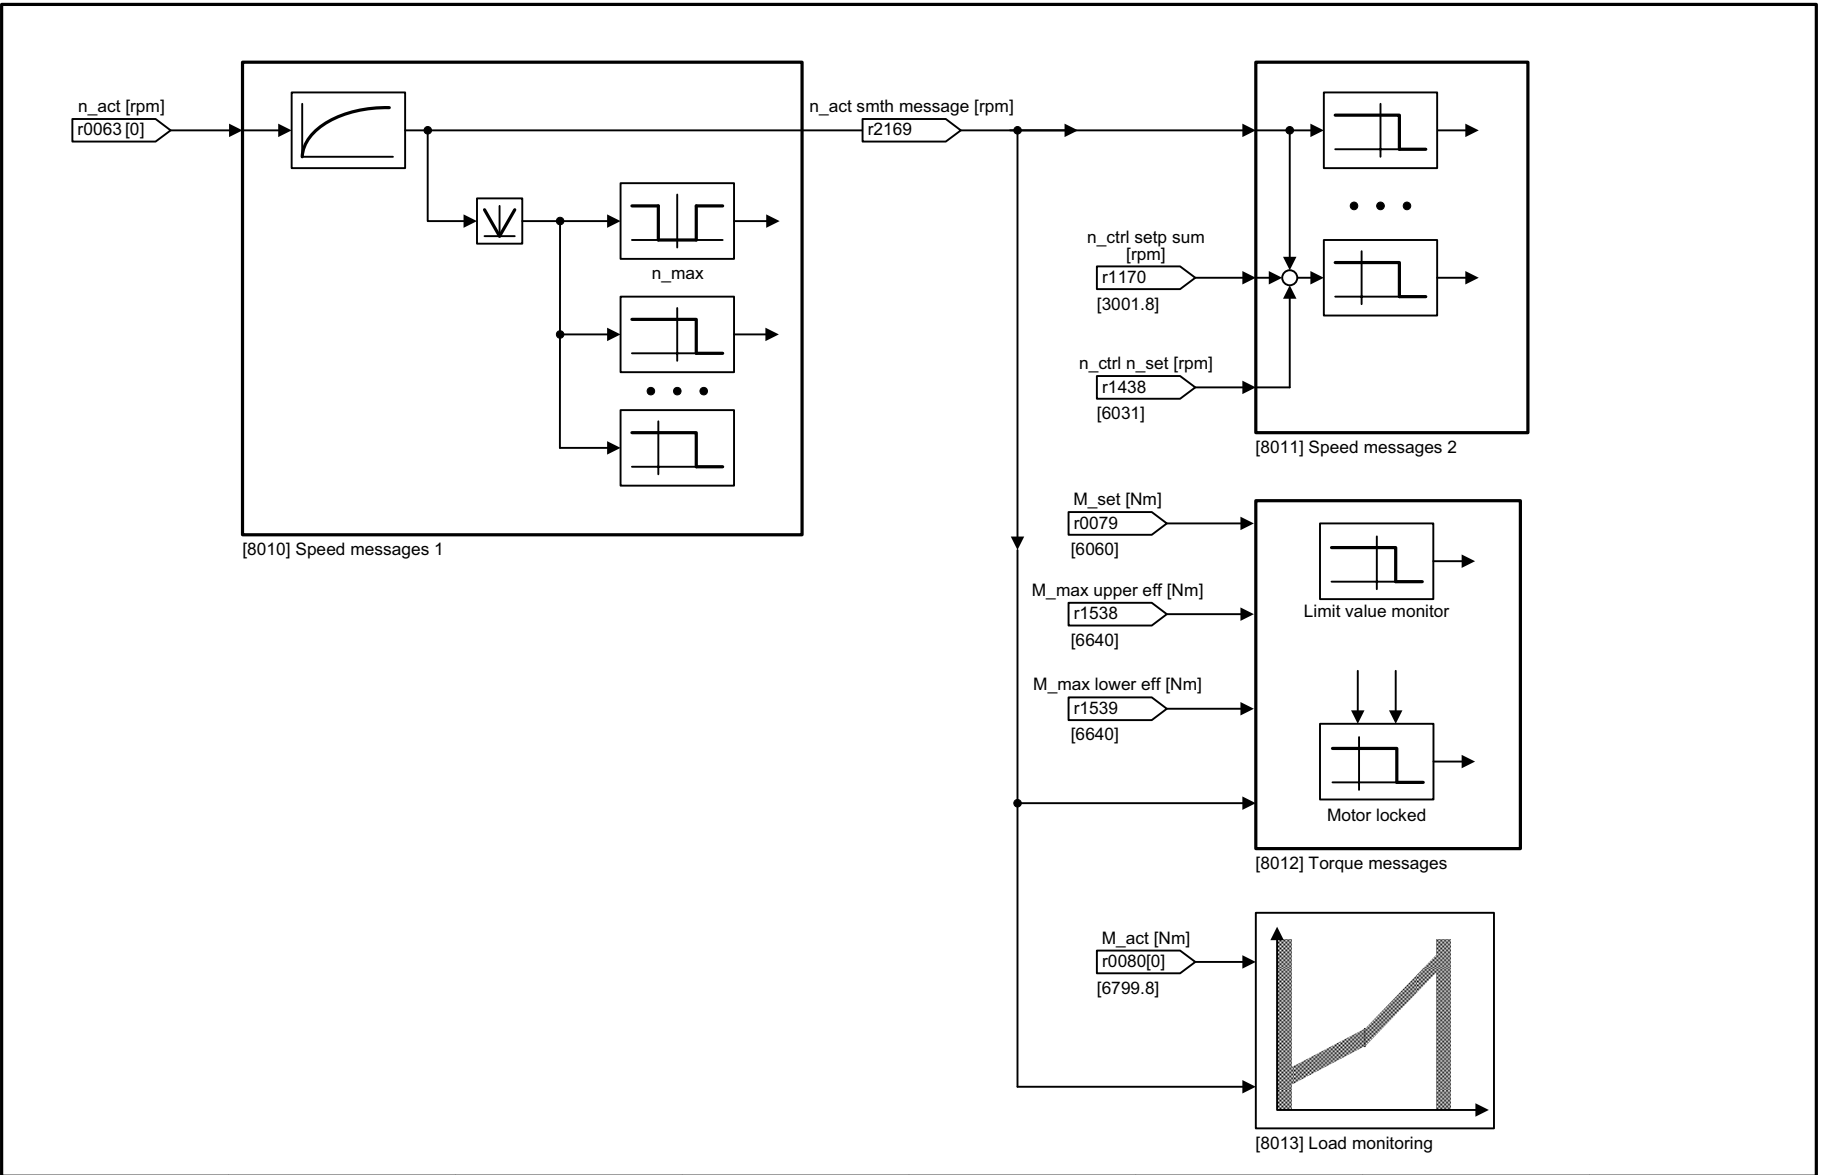 n_act [rpm]
r0063 [0]
n_max
[8010] Speed messages 1
n_act smth message [rpm]
r2169
n_ctrl setp sum
[rpm]
r1170
[3001.8]
n_ctrl n_set [rpm]
r1438
[6031]
[8011] Speed messages 2
M_set [Nm]
r0079
[6060]
M_max upper eff [Nm]
r1538
[6640]
M_max lower eff [Nm]
r1539
[6640]
Limit value monitor
Motor locked
[8012] Torque messages
M_act [Nm]
r0080[0]
[6799.8]
[8013] Load monitoring